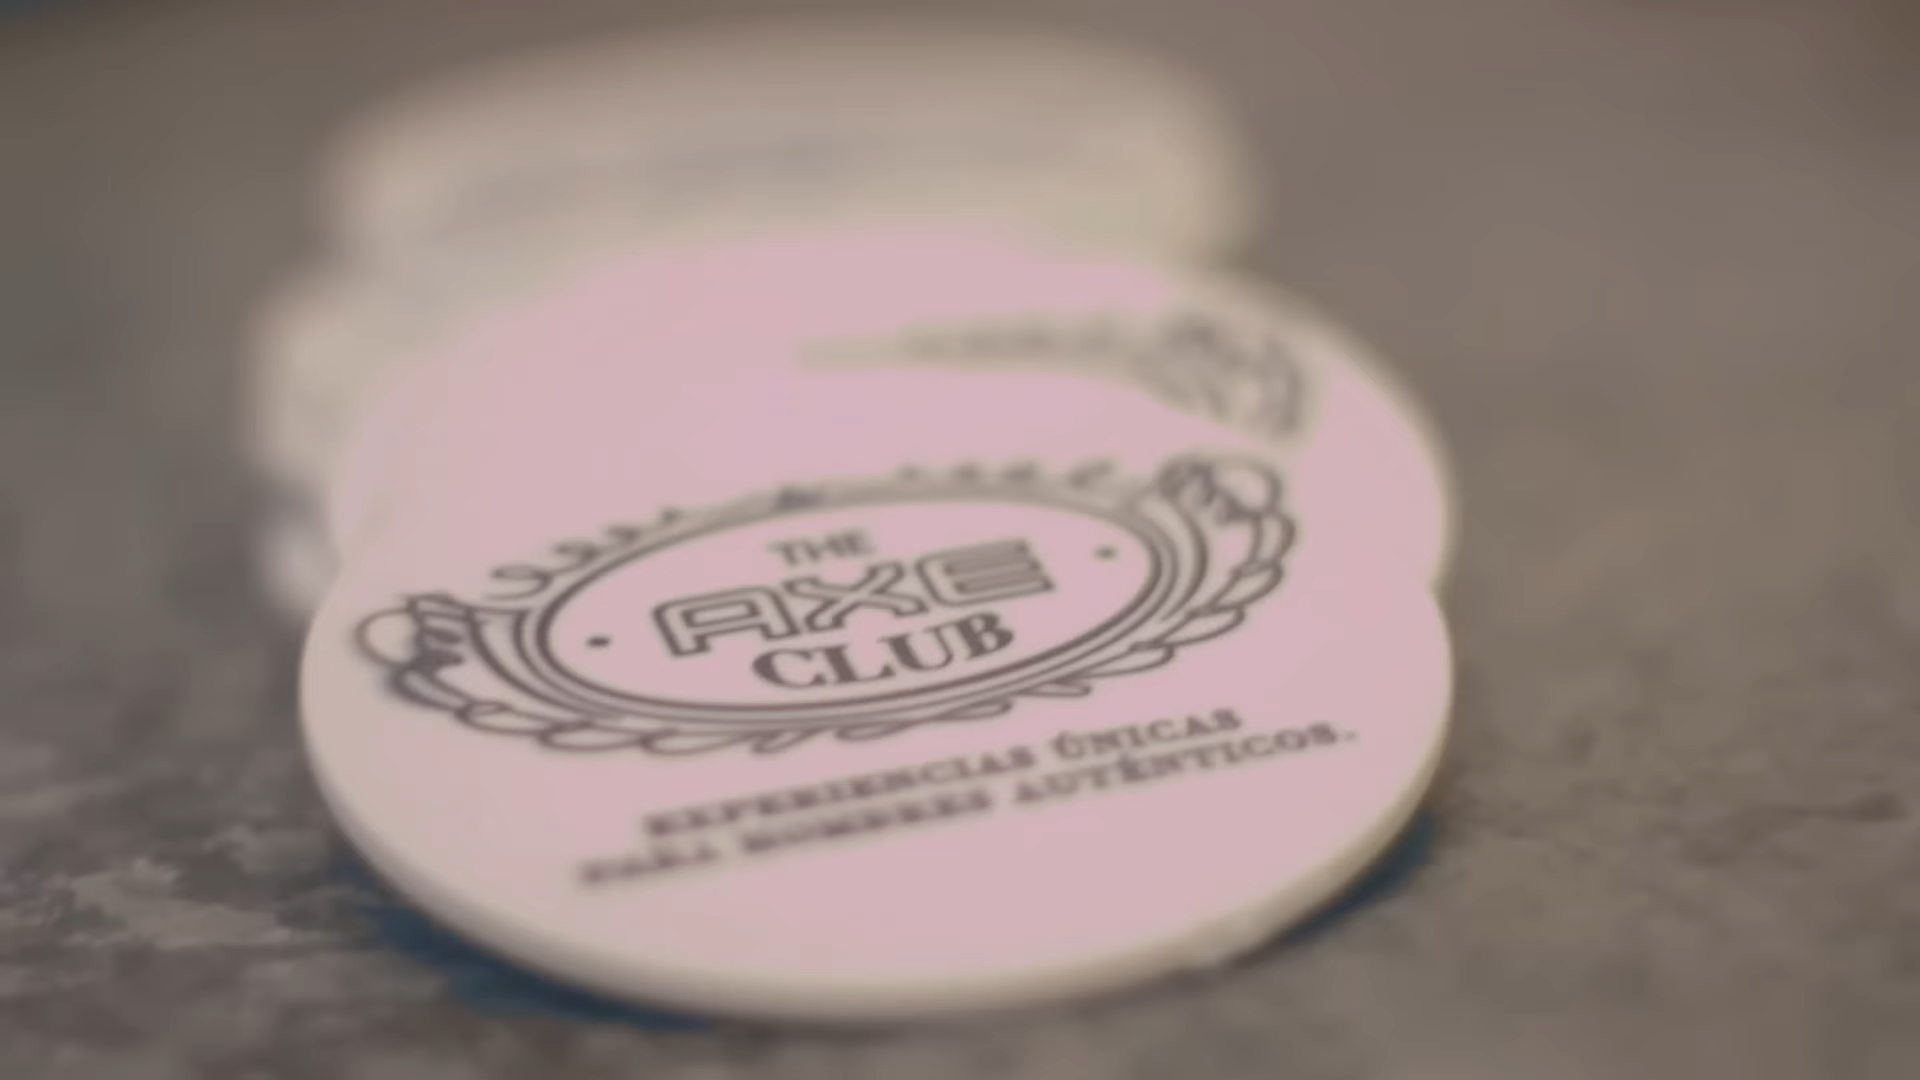 THE
AXE
CLUB
EXPERIENCIAS ÚNICAS
PARA HOMBRES AUTÉNTICOS.